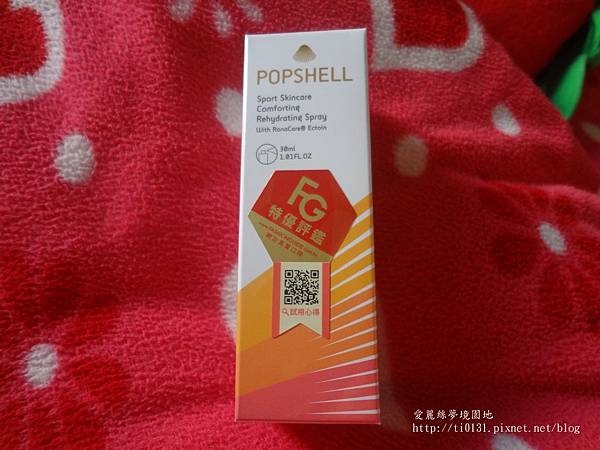 POPSHELL
Sport Skincare
Comforting
Rehydrating Spray
With RonaCare® Ectoin
30ml
1.01FL.OZ
FG
特優評鑑
試用心得
愛麗絲夢境園地
http://ti0131.pixnet.net/blog